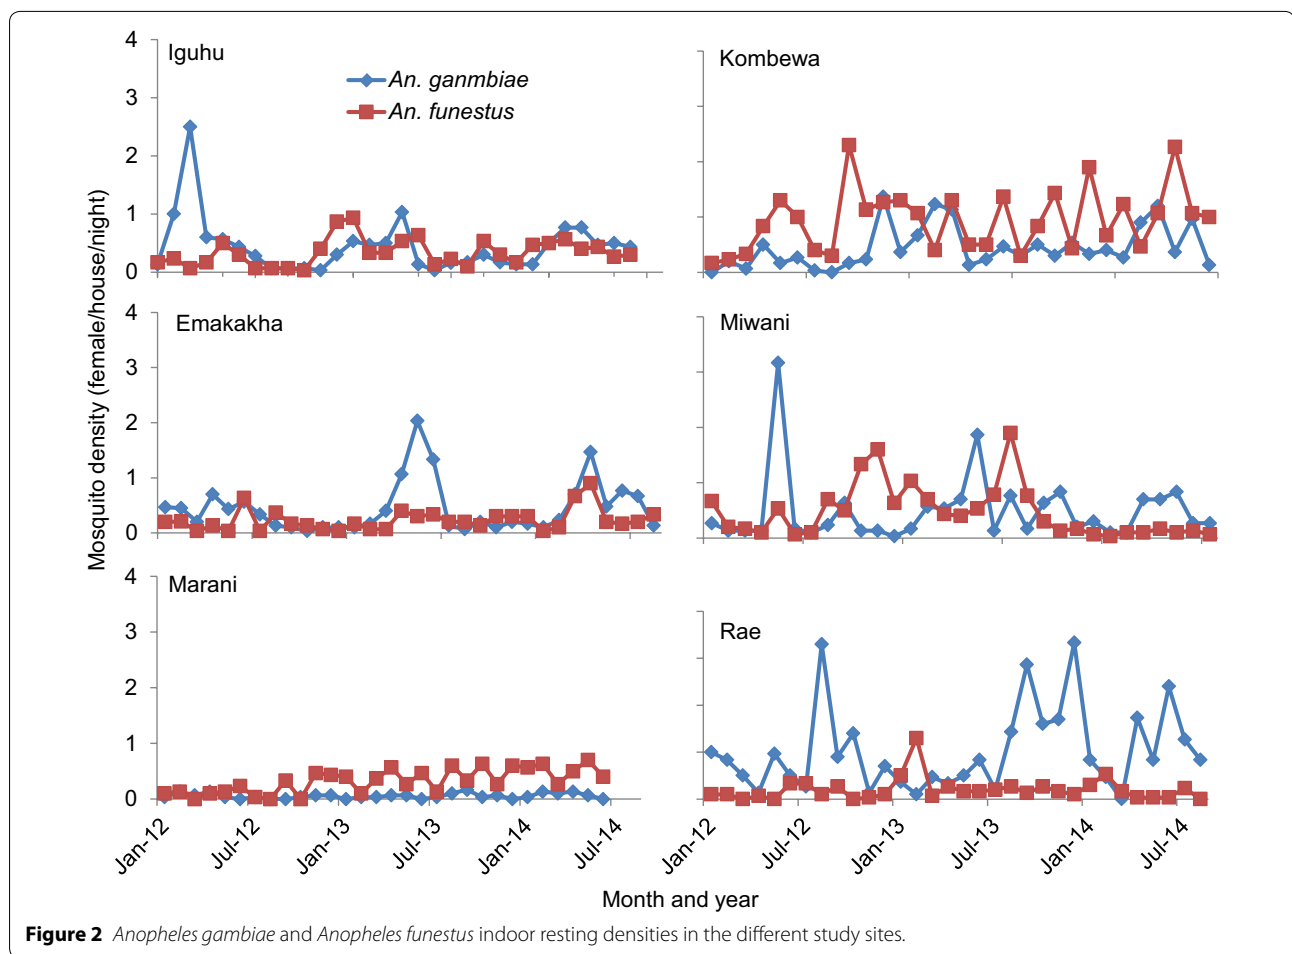 Iguhu
An. ganmbiae
An. funestus
4
3
2
1
0
Kombewa
Emakakha
4
3
2
1
0
Miwani
Marani
4
3
2
1
0
Rae
Mosquito density (female/house/night)
Jan-12
Jul-12
Jan-13
Jul-13
Jan-14
Jul-14
Jan-12
Jul-12
Jan-13
Jul-13
Jan-14
Jul-14
Month and year
Figure 2 Anopheles gambiae and Anopheles funestus indoor resting densities in the different study sites.